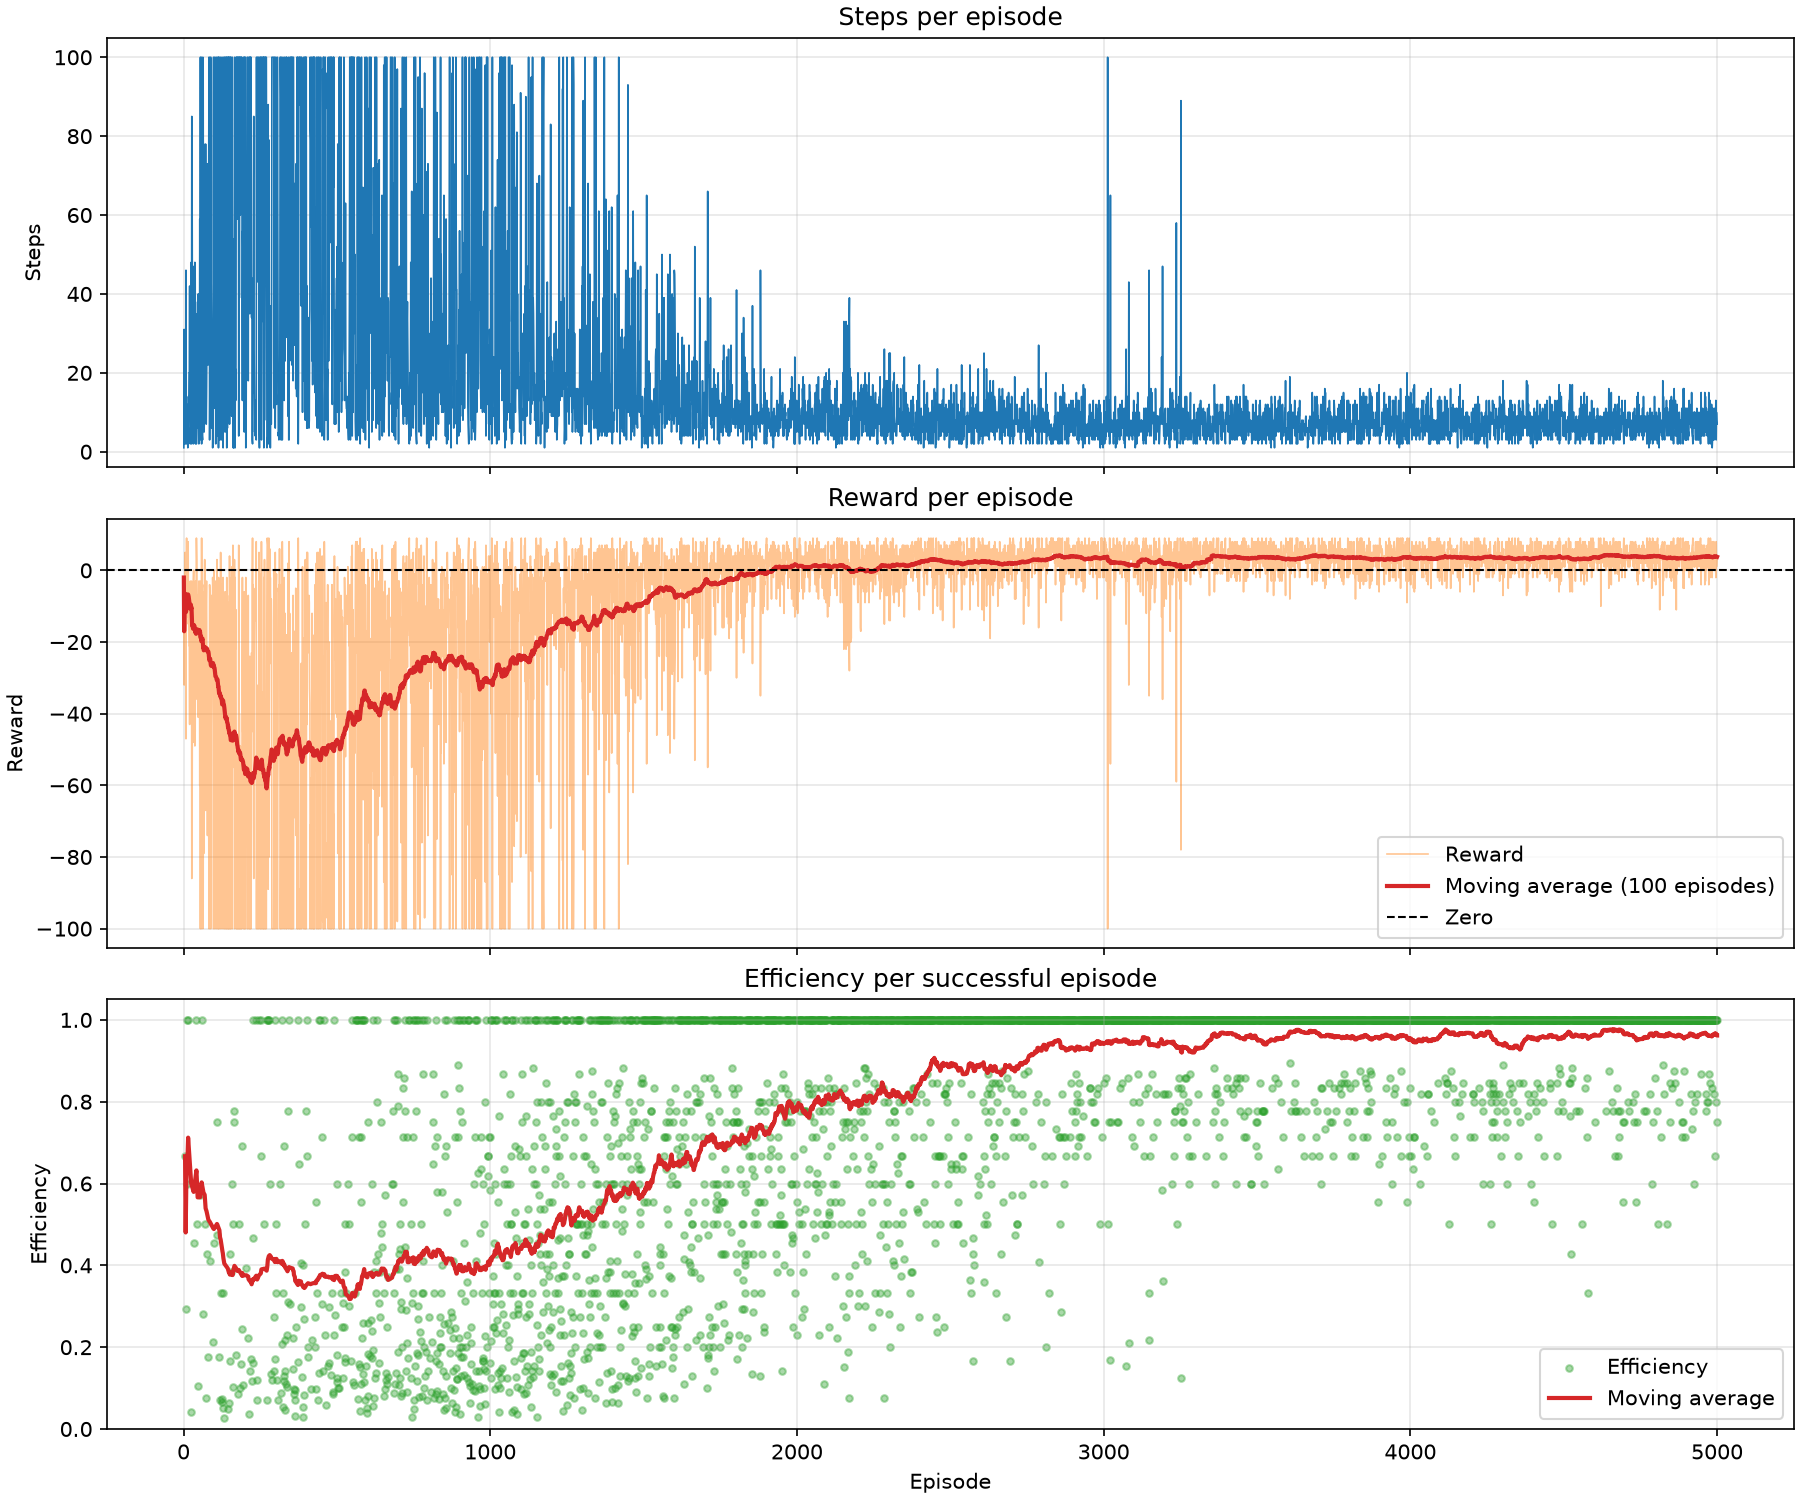 Steps per episode
100
80
60
40
20
0
Steps
Reward per episode
0
−20
−40
−60
−80
−100
Reward
Reward
Moving average (100 episodes)
Zero
Efficiency per successful episode
1.0
0.8
0.6
0.4
0.2
0.0
Efficiency
Efficiency
Moving average
0 1000 2000 3000 4000 5000
Episode